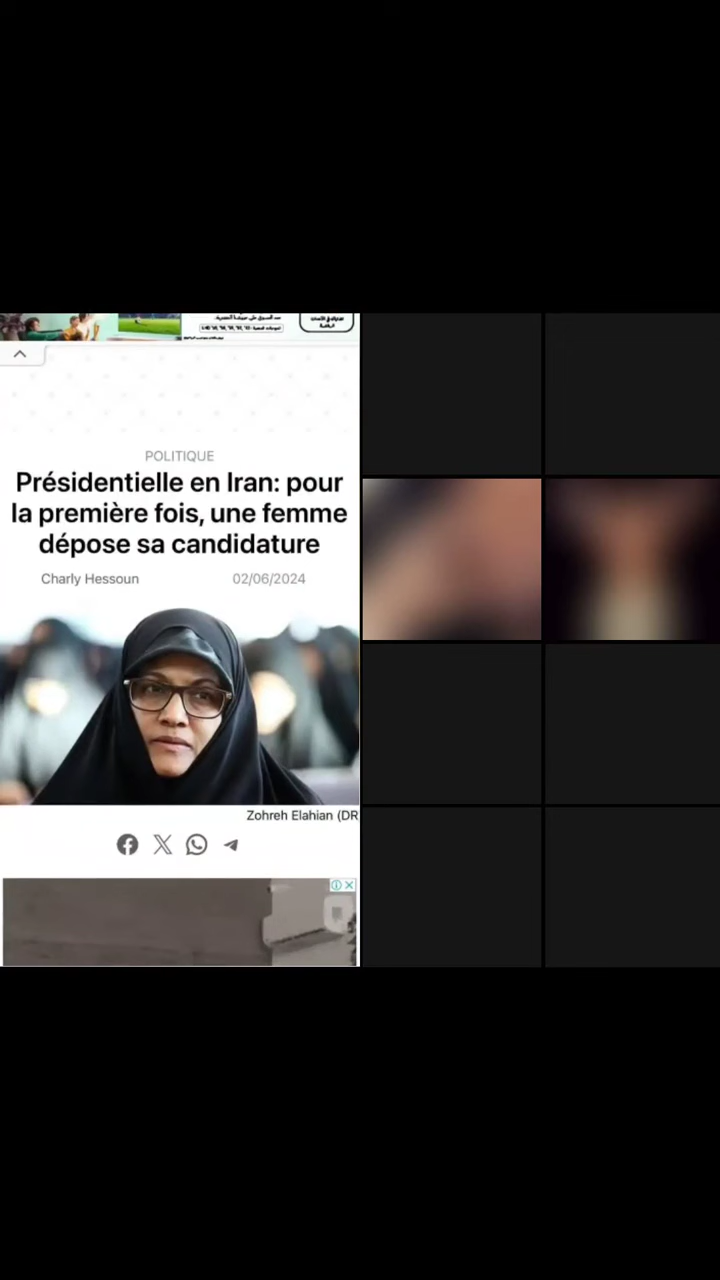 POLITIQUE
Présidentielle en Iran: pour
la première fois, une femme
dépose sa candidature
Charly Hessoun 02/06/2024
Zohreh Elahian (DR